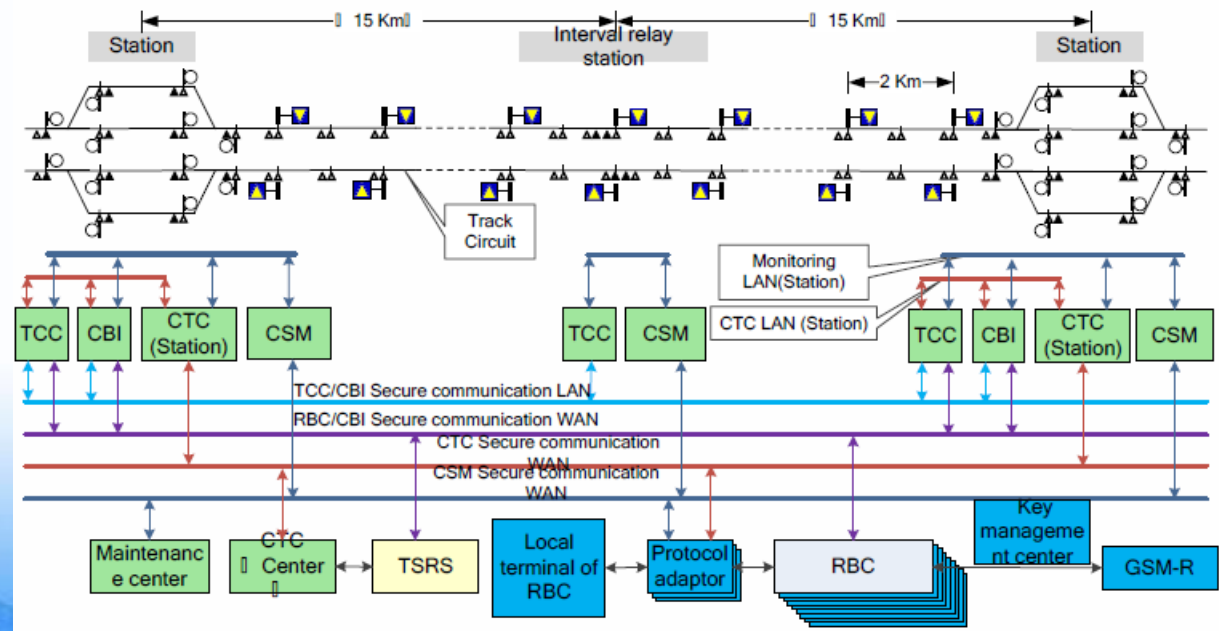 ▯ 15 Km▯
▯ 15 Km▯
Station
Interval relay
station
Station
2 Km
Track
Circuit
Monitoring
LAN(Station)
CTC LAN (Station)
TCC
CBI
CTC
(Station)
CSM
TCC
CSM
TCC
CBI
CTC
(Station)
CSM
TCC/CBI Secure communication LAN
RBC/CBI Secure communication WAN
CTC Secure communication
WAN
CSM Secure communication
WAN
Maintenanc
e center
CTC
▯ Center ▯
▯
TSRS
Local
terminal of
RBC
Protocol
adaptor
RBC
Key
manageme
nt center
GSM-R